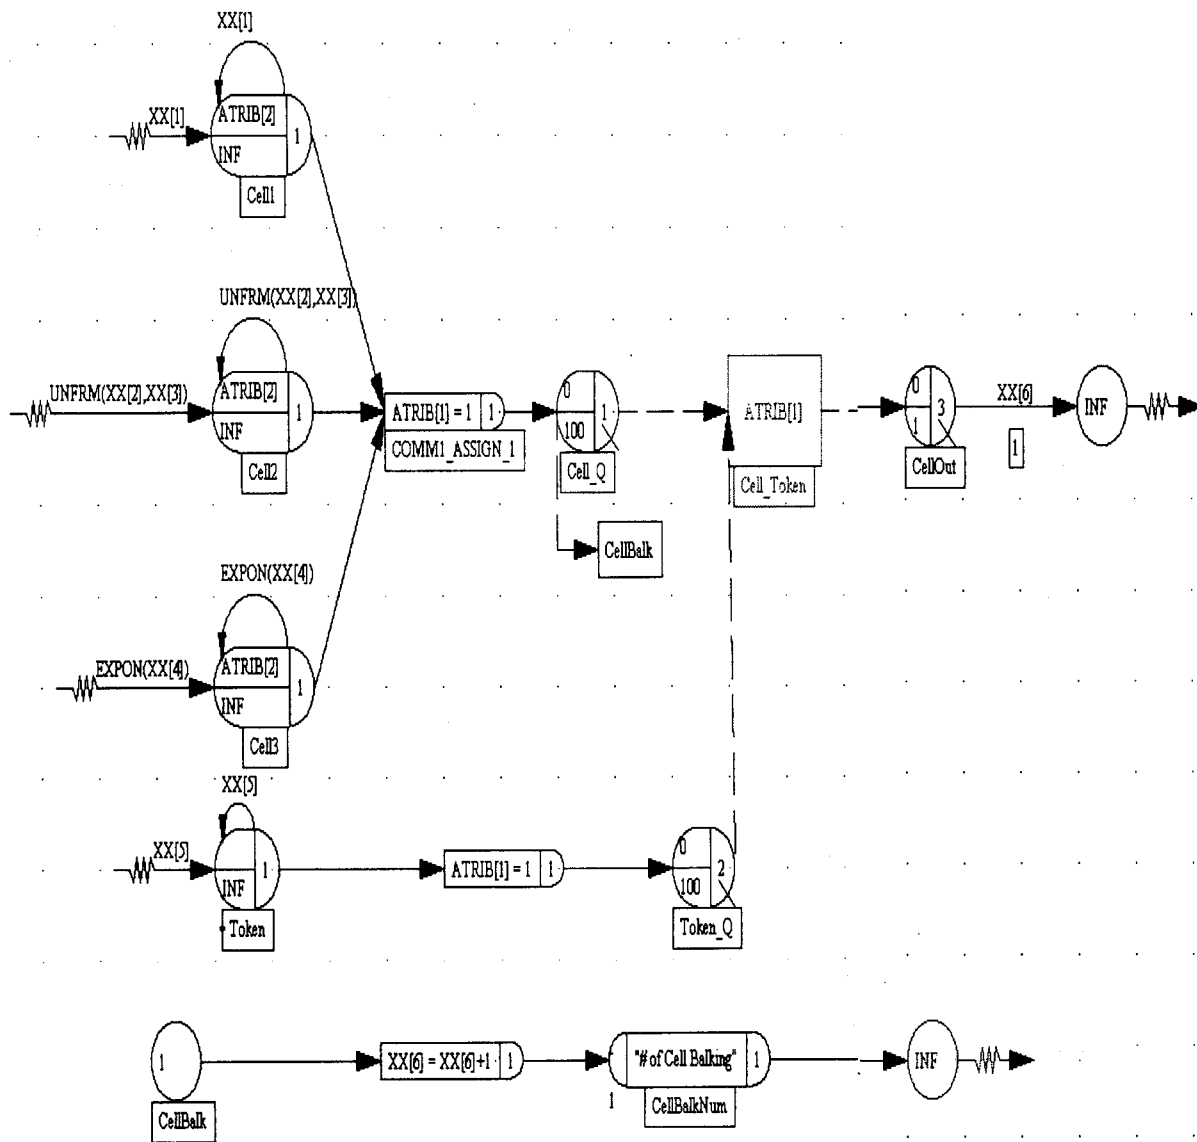 XX[1]
XX[1]
ATRIB[2]
1
INF
Cell1
UNFRM(XX[2],XX[3])
UNFRM(XX[2],XX[3])
ATRIB[2]
1
INF
Cell2
ATRIB[1] = 1
1
COMM1_ASSIGN_1
0
1
100
Cell_Q
CellBalk
ATRIB[1]
Cell_Token
0
3
1
CellOut
XX[6]
1
INF
EXPON(XX[4])
EXPON(XX[4])
ATRIB[2]
1
INF
Cell3
XX[5]
XX[5]
1
INF
Token
ATRIB[1] = 1
1
0
2
100
Token_Q
1
CellBalk
XX[6] = XX[6]+1
1
"# of Cell Balking"
1
1
CellBalkNum
INF